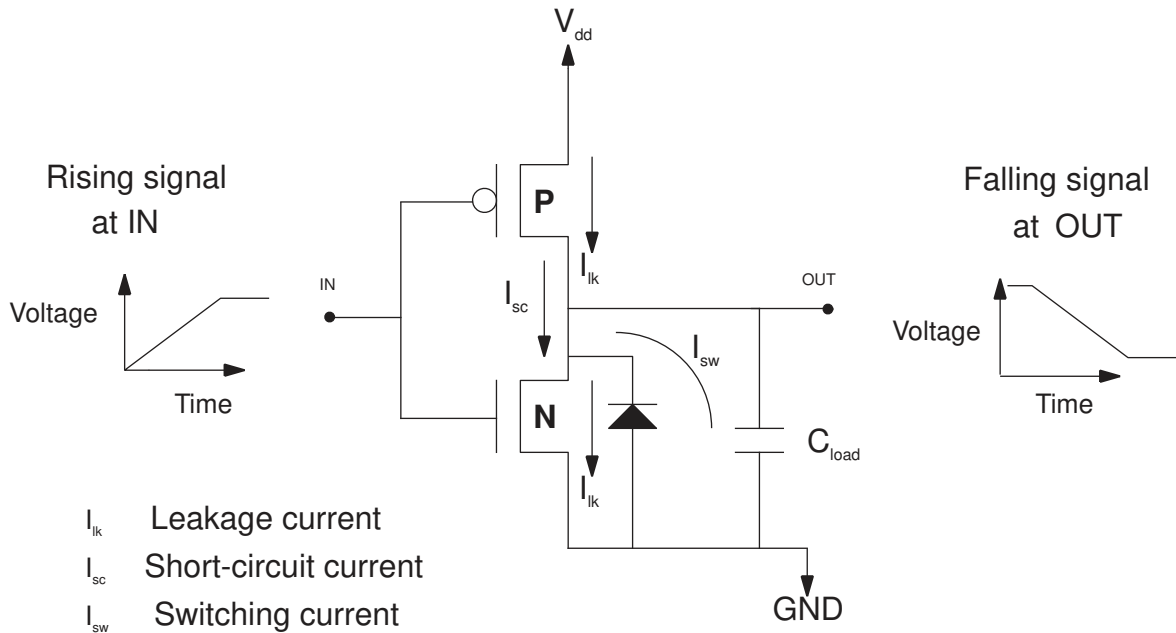 V_dd
Rising signal
at IN
Voltage
Time
IN
P
I_lk
I_sc
OUT
I_sw
N
I_lk
C_load
GND
Falling signal
at OUT
Voltage
Time
I_lk Leakage current
I_sc Short-circuit current
I_sw Switching current